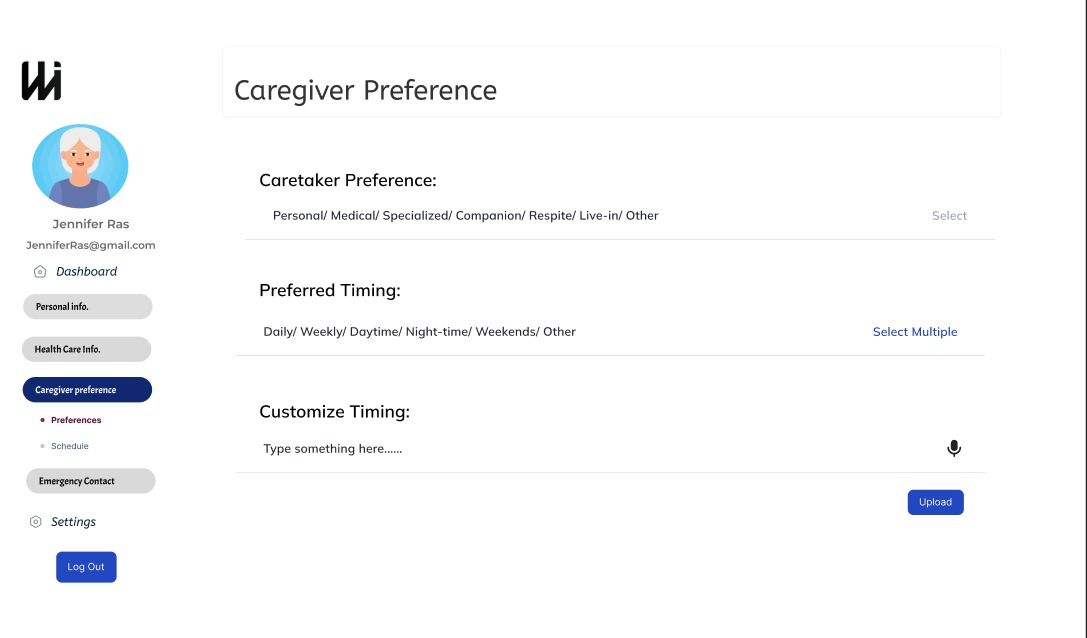 Caregiver Preference
Jennifer Ras
JenniferRas@gmail.com
Dashboard
Personal info.
Health Care Info.
Caregiver preference
Preferences
Schedule
Emergency Contact
Settings
Log Out
Caretaker Preference:
Personal/ Medical/ Specialized/ Companion/ Respite/ Live-in/ Other
Select
Preferred Timing:
Daily/ Weekly/ Daytime/ Night-time/ Weekends/ Other
Select Multiple
Customize Timing:
Type something here......
Upload